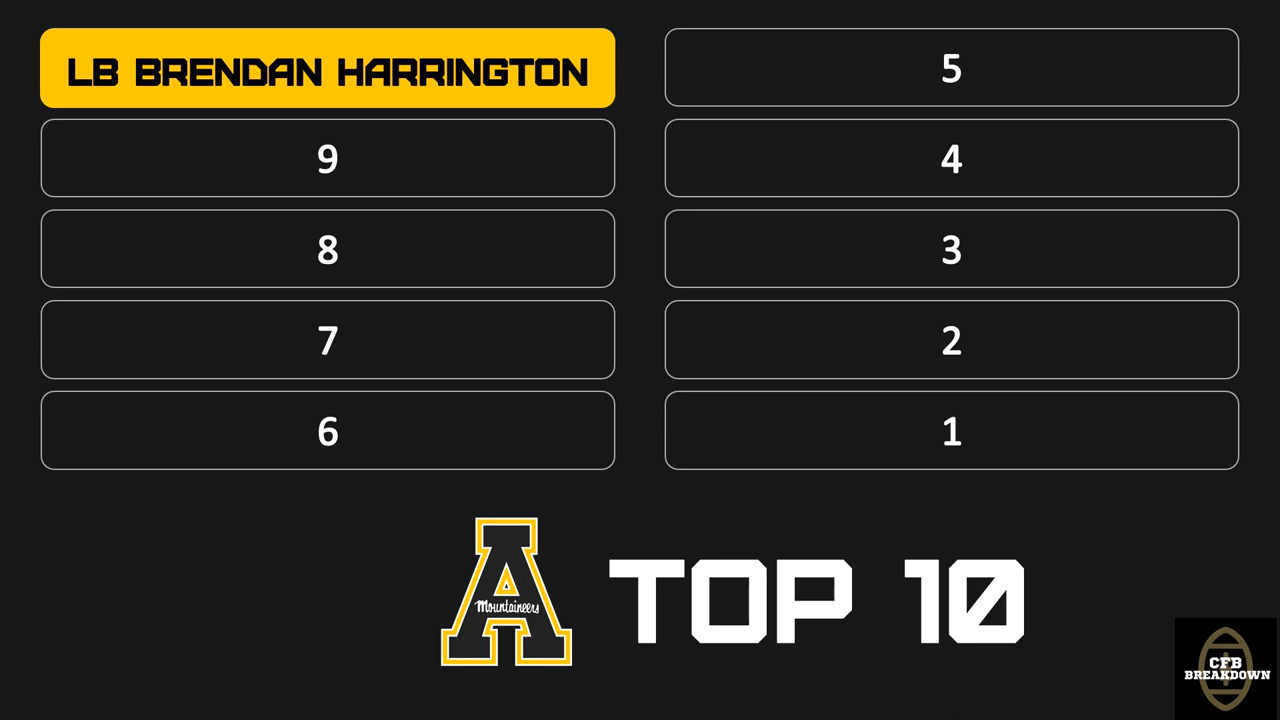 LB BRENDAN HARRINGTON
9
8
7
6
5
4
3
2
1
Mountaineers
TOP 10
CFB
BREAKDOWN